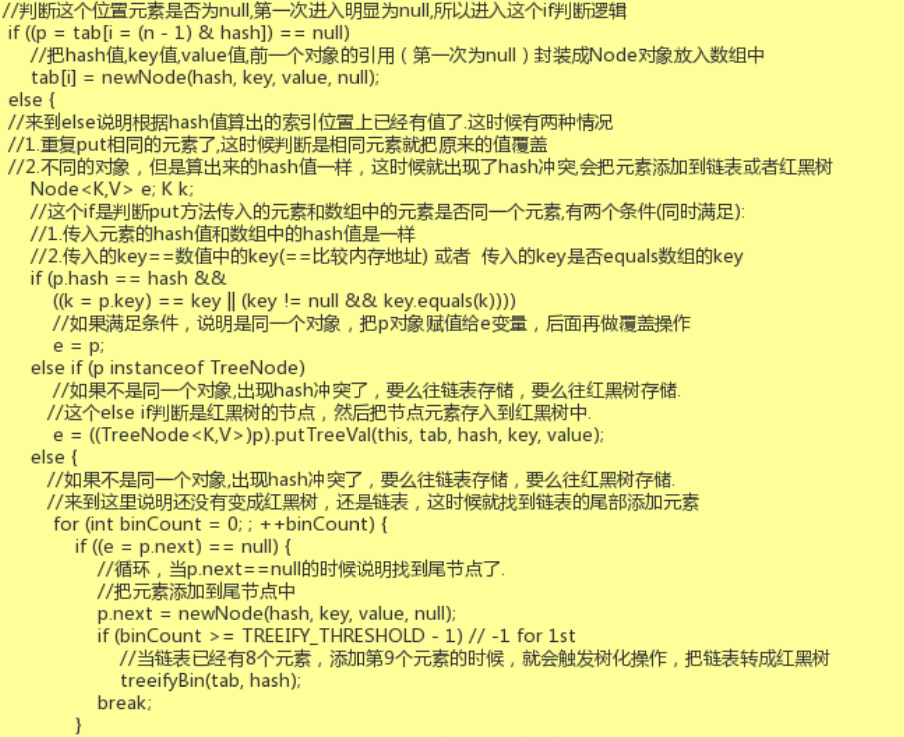 //判断这个位置元素是否为null,第一次进入明显为null,所以进入这个if判断逻辑
if ((p = tab[i = (n - 1) & hash]) == null)
//把hash值,key值,value值,前一个对象的引用（第一次为null）封装成Node对象放入数组中
tab[i] = newNode(hash, key, value, null);
else {
//来到else说明根据hash值算出的索引位置上已经有值了.这时候有两种情况
//1.重复put相同的元素了,这时候判断是相同元素就把原来的值覆盖
//2.不同的对象，但是算出来的hash值一样，这时候就出现了hash冲突,会把元素添加到链表或者红黑树
Node<K,V> e; K k;
//这个if是判断put方法传入的元素和数组中的元素是否同一个元素,有两个条件(同时满足):
//1.传入元素的hash值和数组中的hash值是一样
//2.传入的key==数值中的key(==比较内存地址) 或者 传入的key是否equals数组的key
if (p.hash == hash &&
((k = p.key) == key || (key != null && key.equals(k))))
//如果满足条件，说明是同一个对象，把p对象赋值给e变量，后面再做覆盖操作
e = p;
else if (p instanceof TreeNode)
//如果不是同一个对象,出现hash冲突了，要么往链表存储，要么往红黑树存储.
//这个else if判断是红黑树的节点，然后把节点元素存入到红黑树中.
e = ((TreeNode<K,V>)p).putTreeVal(this, tab, hash, key, value);
else {
//如果不是同一个对象,出现hash冲突了，要么往链表存储，要么往红黑树存储.
//来到这里说明还没有变成红黑树，还是链表，这时候就找到链表的尾部添加元素
for (int binCount = 0; ; ++binCount) {
if ((e = p.next) == null) {
//循环，当p.next==null的时候说明找到尾节点了.
//把元素添加到尾节点中
p.next = newNode(hash, key, value, null);
if (binCount >= TREEIFY_THRESHOLD - 1) // -1 for 1st
//当链表已经有8个元素，添加第9个元素的时候，就会触发树化操作，把链表转成红黑树
treeifyBin(tab, hash);
break;
}